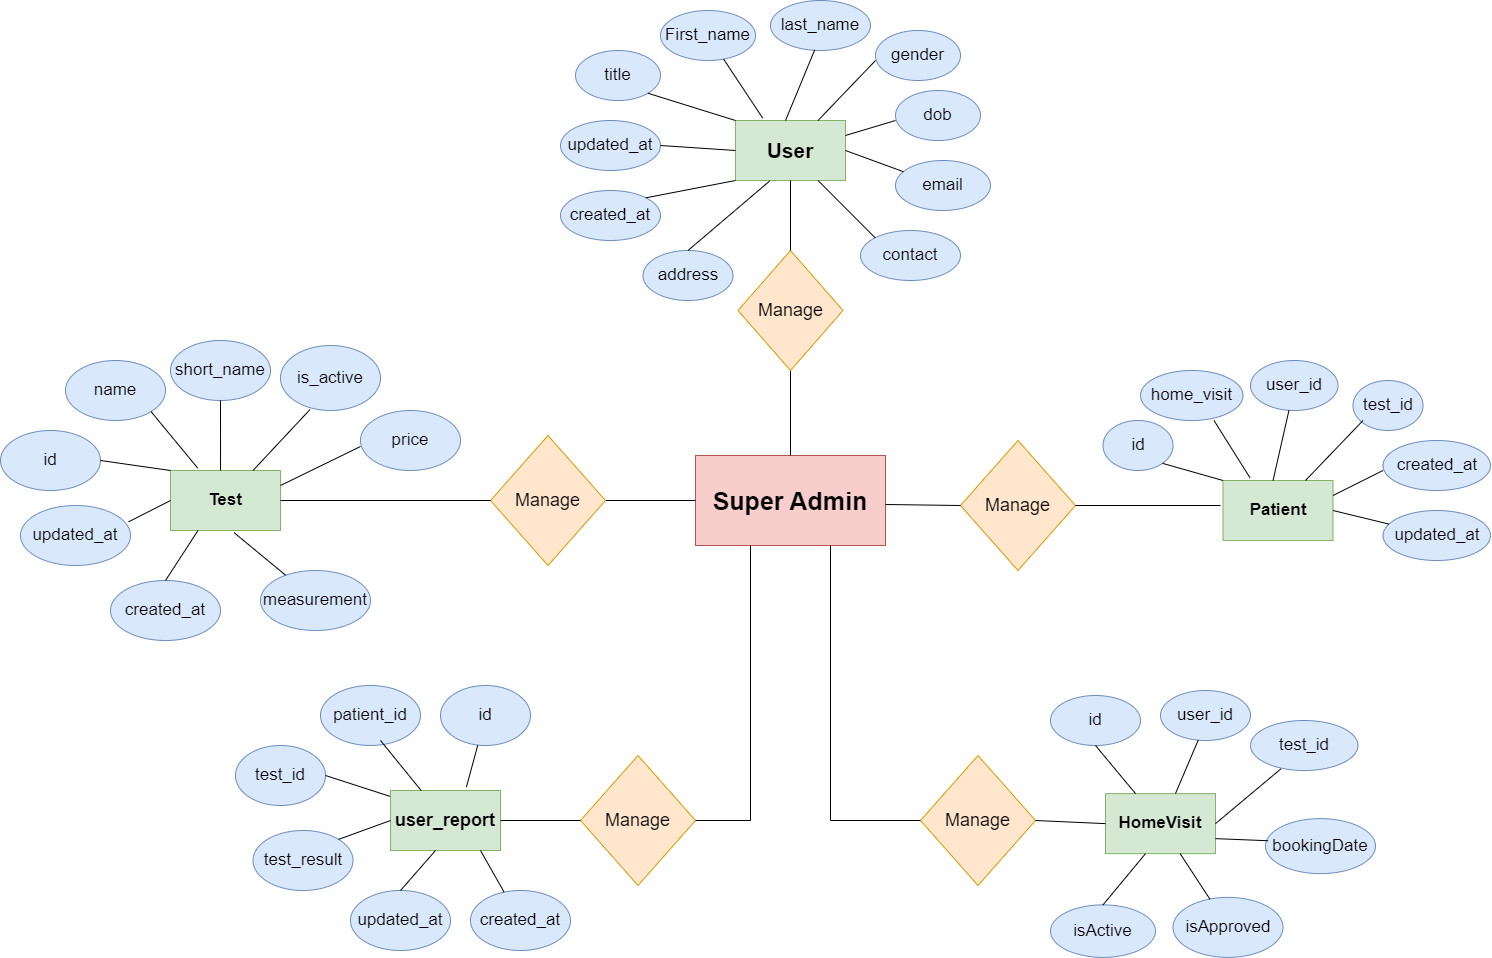 last_name
First_name
gender
title
dob
User
updated_at
email
created_at
contact
address
Manage
short_name
is_active
name
price
id
Test
updated_at
created_at
measurement
Manage
Super Admin
Manage
user_id
home_visit
test_id
id
created_at
Patient
updated_at
patient_id
id
test_id
user_report
test_result
updated_at
created_at
Manage
Manage
id
user_id
test_id
HomeVisit
bookingDate
isActive
isApproved